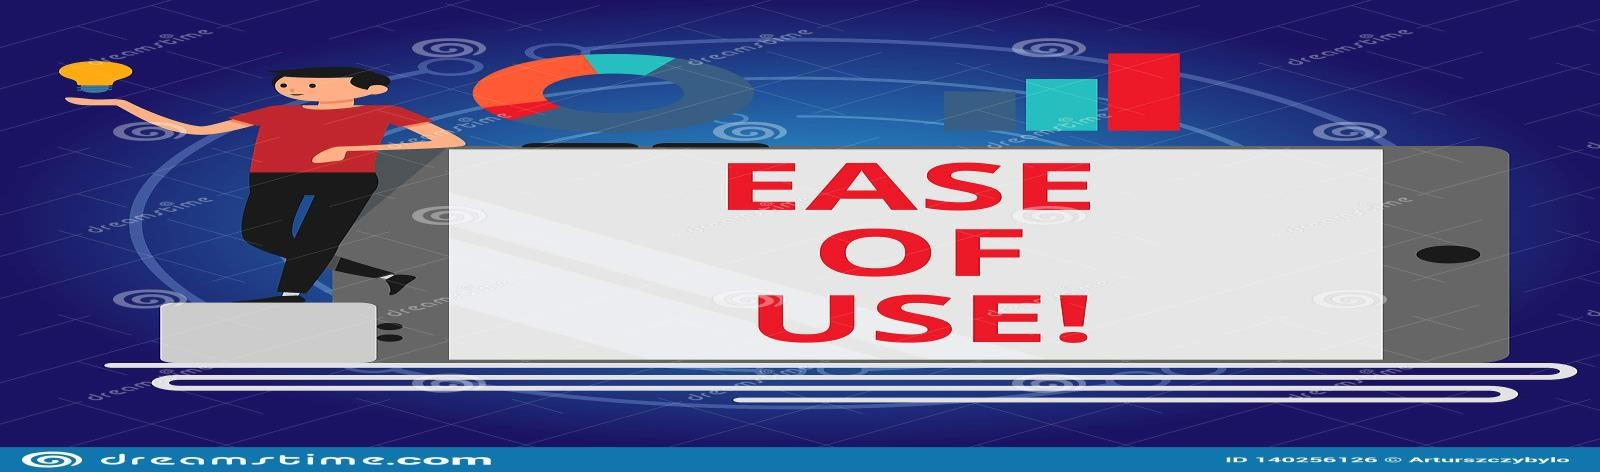 EASE
OF
USE!
dreamstime.com
ID 140256126 © Arturszczybylo